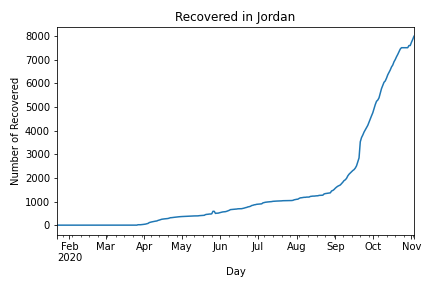 Recovered in Jordan
Number of Recovered
8000
7000
6000
5000
4000
3000
2000
1000
0
Feb Mar Apr May Jun Jul Aug Sep Oct Nov
2020
Day